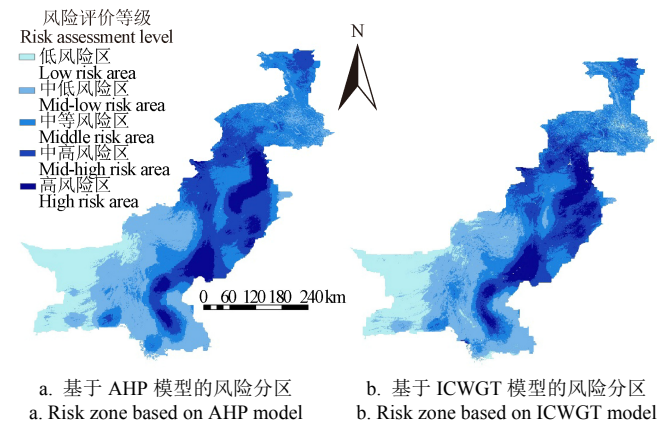 风险评价等级
Risk assessment level
低风险区
Low risk area
中低风险区
Mid-low risk area
中等风险区
Middle risk area
中高风险区
Mid-high risk area
高风险区
High risk area
N
0 60 120 180 240 km
a. 基于 AHP 模型的风险分区
a. Risk zone based on AHP model
b. 基于 ICWGT 模型的风险分区
b. Risk zone based on ICWGT model